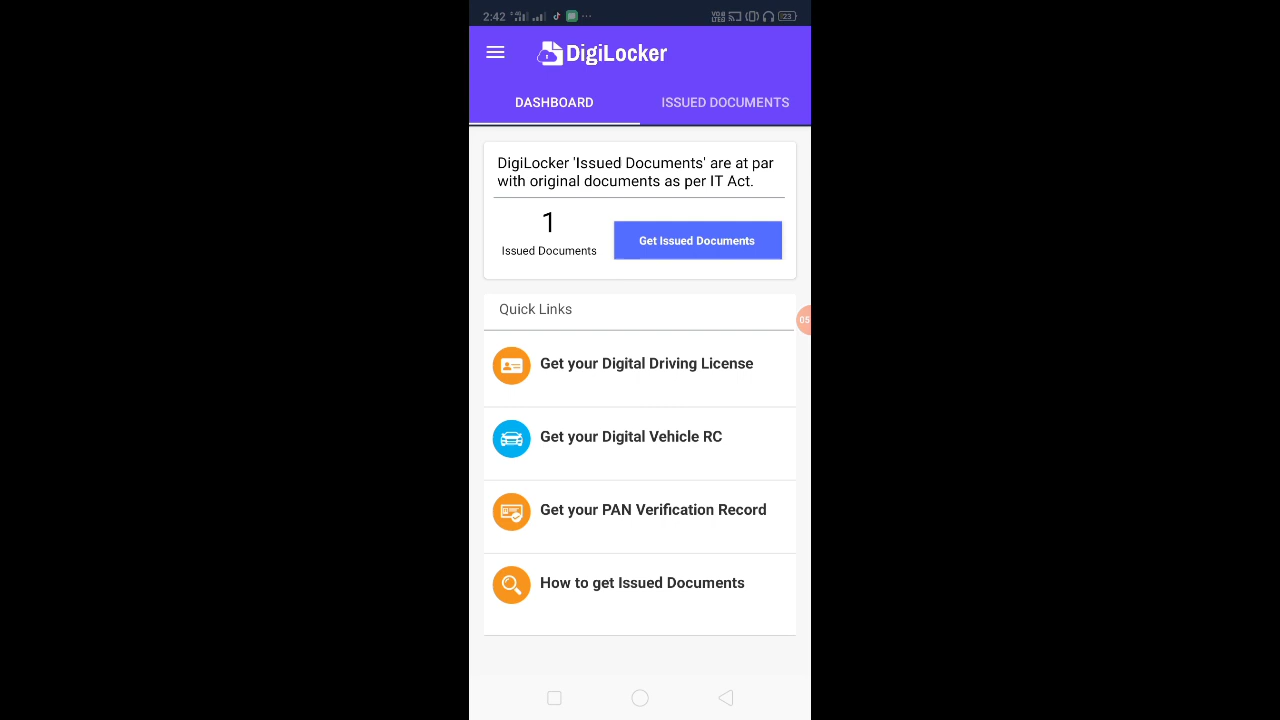 2:42
23
DigiLocker
DASHBOARD
ISSUED DOCUMENTS
DigiLocker 'Issued Documents' are at par
with original documents as per IT Act.
1
Issued Documents
Get Issued Documents
Quick Links
05
Get your Digital Driving License
Get your Digital Vehicle RC
Get your PAN Verification Record
How to get Issued Documents